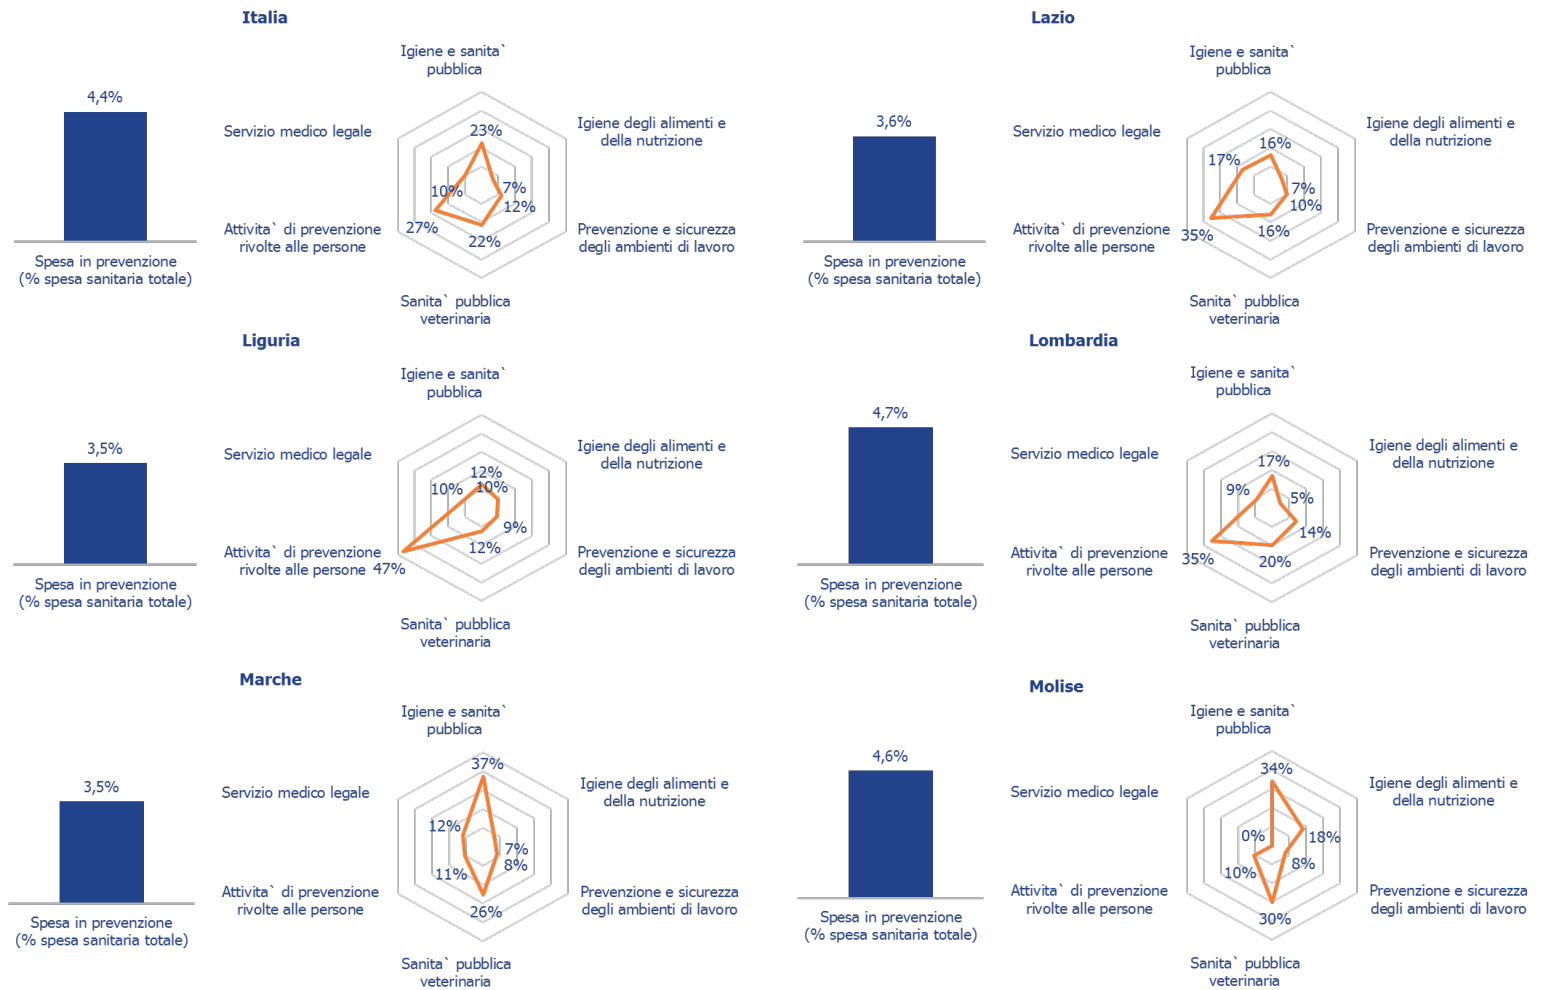 Italia
4,4%
Spesa in prevenzione
(% spesa sanitaria totale)
Igiene e sanita`
pubblica
Servizio medico legale
Igiene degli alimenti e
della nutrizione
23%
10%
7%
12%
27%
22%
Attivita` di prevenzione
rivolte alle persone
Prevenzione e sicurezza
degli ambienti di lavoro
Sanita` pubblica
veterinaria
Lazio
3,6%
Spesa in prevenzione
(% spesa sanitaria totale)
Igiene e sanita`
pubblica
Servizio medico legale
Igiene degli alimenti e
della nutrizione
16%
17%
7%
10%
35%
16%
Attivita` di prevenzione
rivolte alle persone
Prevenzione e sicurezza
degli ambienti di lavoro
Sanita` pubblica
veterinaria
Liguria
3,5%
Spesa in prevenzione
(% spesa sanitaria totale)
Igiene e sanita`
pubblica
Servizio medico legale
Igiene degli alimenti e
della nutrizione
12%
10%
10%
9%
12%
47%
Attivita` di prevenzione
rivolte alle persone
Prevenzione e sicurezza
degli ambienti di lavoro
Sanita` pubblica
veterinaria
Lombardia
4,7%
Spesa in prevenzione
(% spesa sanitaria totale)
Igiene e sanita`
pubblica
Servizio medico legale
Igiene degli alimenti e
della nutrizione
17%
9%
5%
14%
35%
20%
Attivita` di prevenzione
rivolte alle persone
Prevenzione e sicurezza
degli ambienti di lavoro
Sanita` pubblica
veterinaria
Marche
3,5%
Spesa in prevenzione
(% spesa sanitaria totale)
Igiene e sanita`
pubblica
Servizio medico legale
Igiene degli alimenti e
della nutrizione
37%
12%
7%
8%
11%
26%
Attivita` di prevenzione
rivolte alle persone
Prevenzione e sicurezza
degli ambienti di lavoro
Sanita` pubblica
veterinaria
Molise
4,6%
Spesa in prevenzione
(% spesa sanitaria totale)
Igiene e sanita`
pubblica
Servizio medico legale
Igiene degli alimenti e
della nutrizione
34%
0%
18%
8%
10%
30%
Attivita` di prevenzione
rivolte alle persone
Prevenzione e sicurezza
degli ambienti di lavoro
Sanita` pubblica
veterinaria